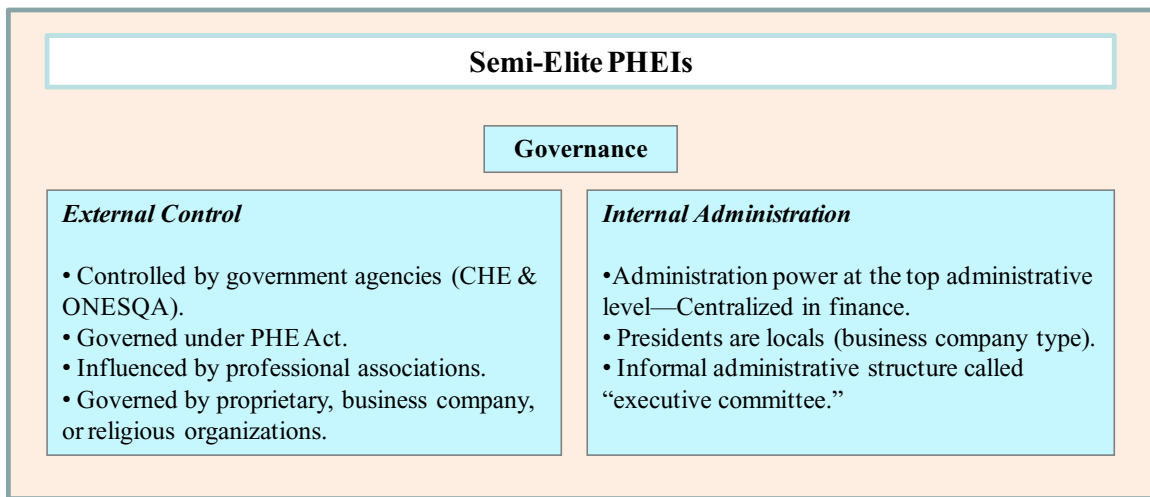 Semi-Elite PHEIs
Governance
External Control
• Controlled by government agencies (CHE &
ONESQA).
• Governed under PHE Act.
• Influenced by professional associations.
• Governed by proprietary, business company,
or religious organizations.
Internal Administration
•Administration power at the top administrative
level—Centralized in finance.
• Presidents are locals (business company type).
• Informal administrative structure called
“executive committee.”